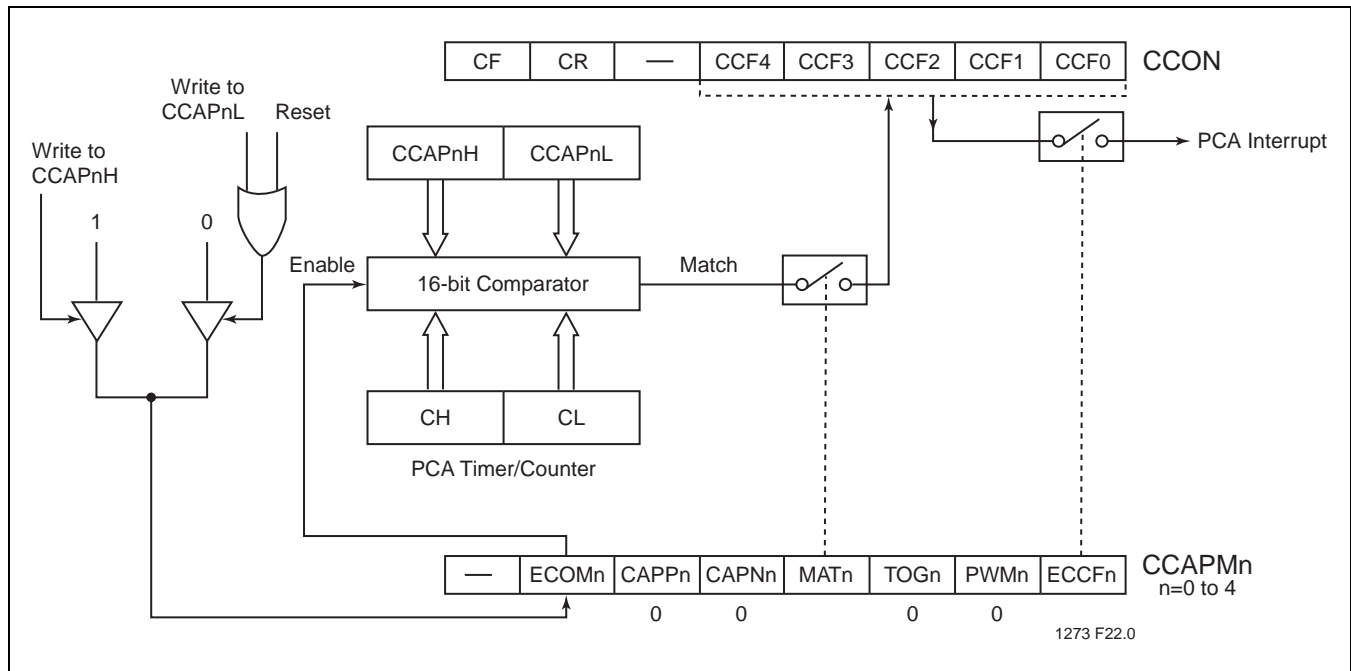 CF CR — CCF4 CCF3 CCF2 CCF1 CCF0 CCON
Write to
CCAPnL
Reset
Write to
CCAPnH
CCAPnH CCAPnL
PCA Interrupt
1 0
Enable
16-bit Comparator
Match
CH CL
PCA Timer/Counter
— ECOMn CAPPn CAPNn MATn TOGn PWMn ECCFn CCAPMn
n=0 to 4
0 0 0 0
1273 F22.0